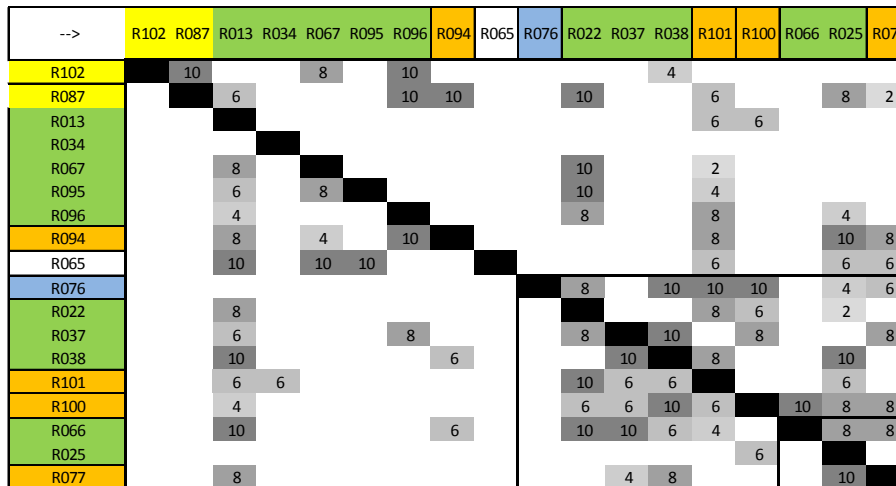 --> R102 R087 R013 R034 R067 R095 R096 R094 R065 R076 R022 R037 R038 R101 R100 R066 R025 R07
R102 10 8 10 4
R087 6 10 10 10 6 8 2
R013 6 6
R034
R067 8 10 2
R095 6 8 10 4
R096 4 8 8 4
R094 8 4 10 8 10 8
R065 10 10 10 6 6 6
R076 8 10 10 10 4 6
R022 8 8 6 2
R037 6 8 8 10 8 8
R038 10 6 10 8 10
R101 6 6 10 6 6 6
R100 4 6 6 10 6 10 8 8
R066 10 6 10 10 6 4 8 8
R025 6
R077 8 4 8 10